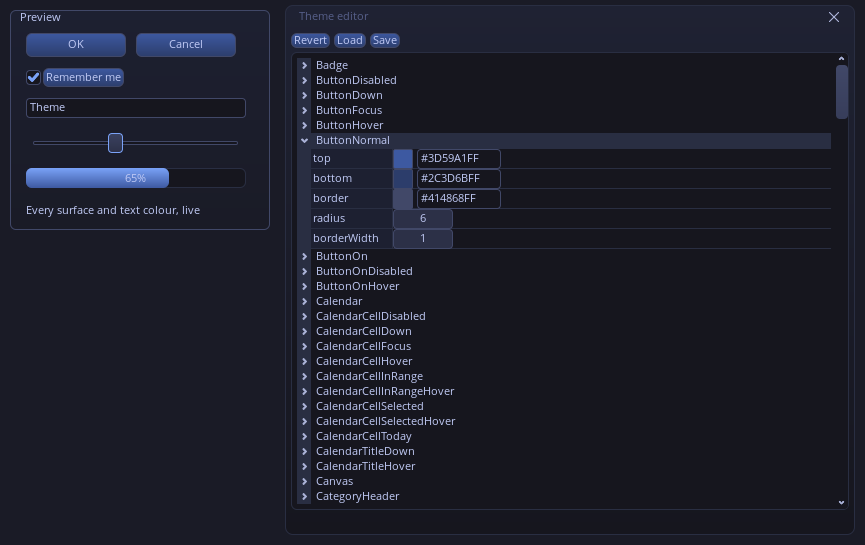 Preview
OK
Cancel
Remember me
Theme
65%
Every surface and text colour, live
Theme editor
Revert Load Save
Badge
ButtonDisabled
ButtonDown
ButtonFocus
ButtonHover
ButtonNormal
top #3D59A1FF
bottom #2C3D6BFF
border #414868FF
radius 6
borderWidth 1
ButtonOn
ButtonOnDisabled
ButtonOnHover
Calendar
CalendarCellDisabled
CalendarCellDown
CalendarCellFocus
CalendarCellHover
CalendarCellInRange
CalendarCellInRangeHover
CalendarCellSelected
CalendarCellSelectedHover
CalendarCellToday
CalendarTitleDown
CalendarTitleHover
Canvas
CategoryHeader